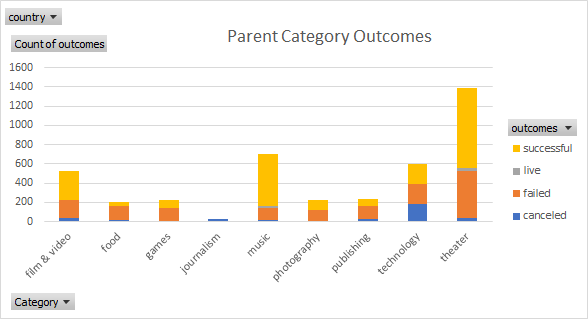 country
Count of outcomes
Parent Category Outcomes
1600
1400
1200
1000
800
600
400
200
0
film & video
food
games
journalism
music
photography
publishing
technology
theater
outcomes
successful
live
failed
canceled
Category